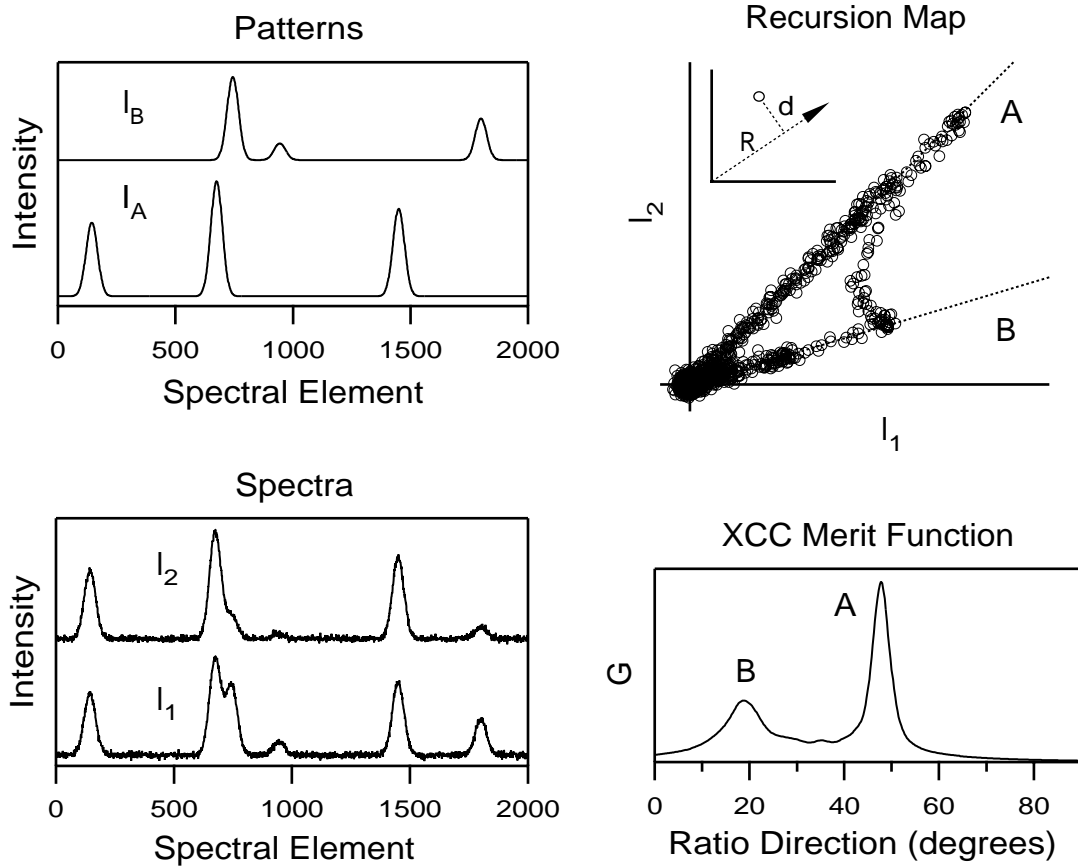 Patterns
I_B
I_A
Intensity
0 500 1000 1500 2000
Spectral Element
Recursion Map
A
d
R
I_2
B
I_1
Spectra
I_2
I_1
Intensity
0 500 1000 1500 2000
Spectral Element
XCC Merit Function
A
B
G
0 20 40 60 80
Ratio Direction (degrees)